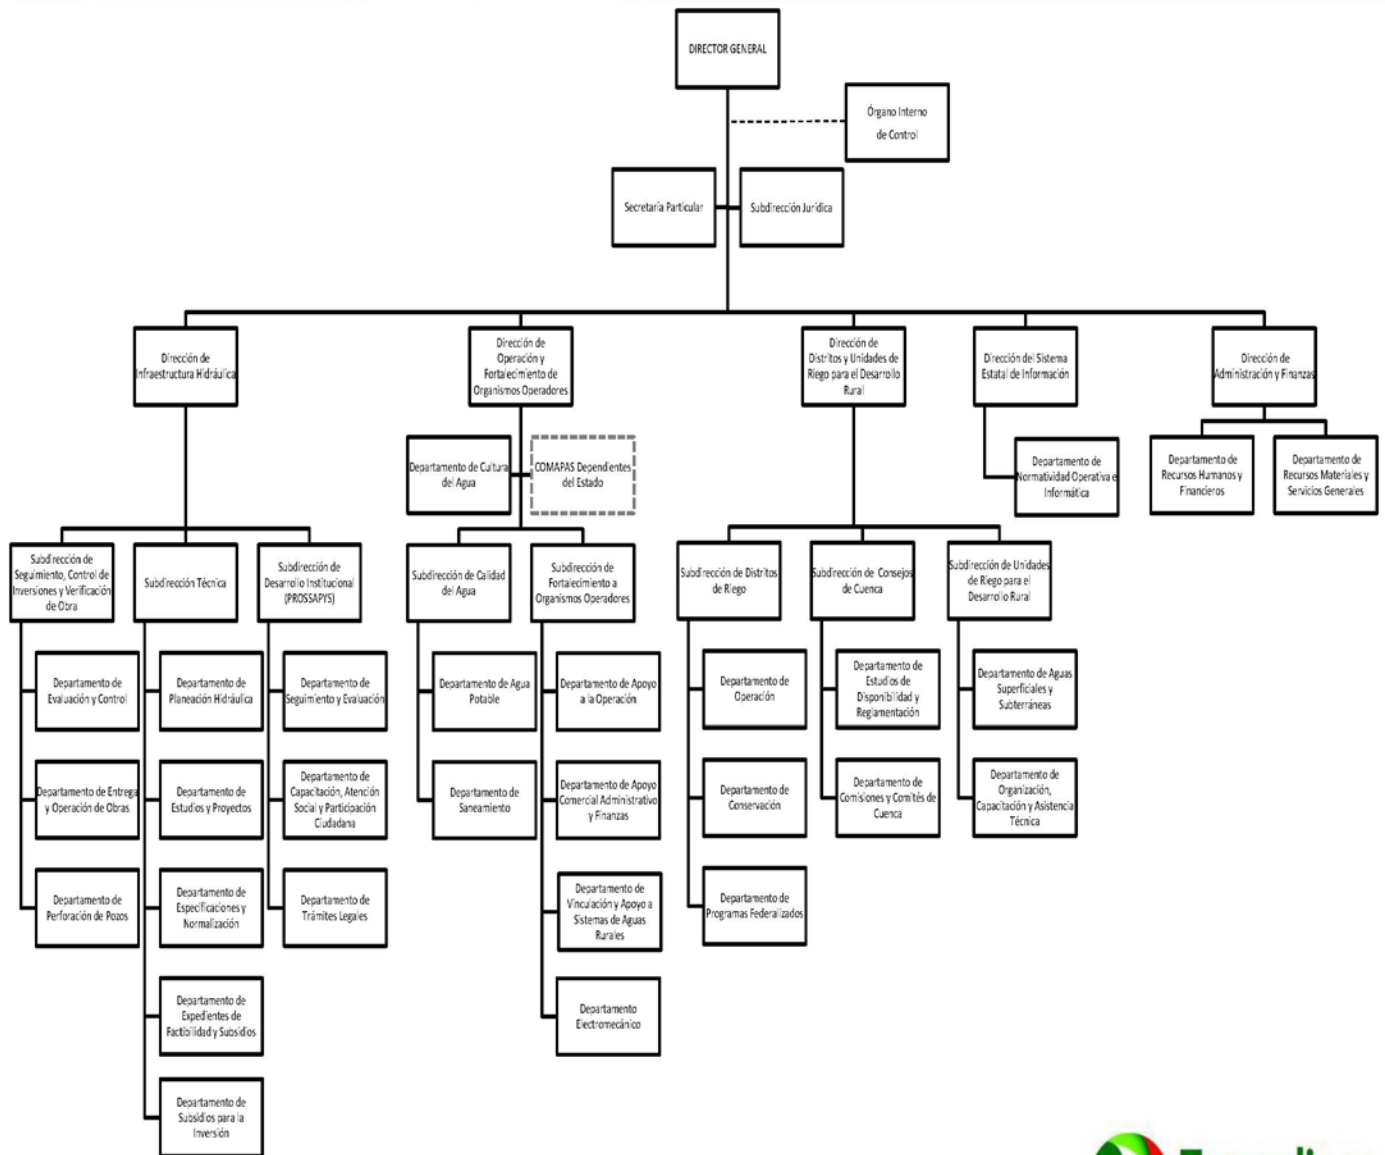 DIRECTOR GENERAL
Órgano Interno
de Control
Secretaría Particular
Subdirección Jurídica
Dirección de
Infraestructura Hidráulica
Dirección de
Operación y
Fortalecimiento de
Organismos Operadores
Dirección de
Distritos y Unidades de
Riego para el Desarrollo
Rural
Dirección del Sistema
Estatal de Información
Dirección de
Administración y Finanzas
Departamento de Cultura
del Agua
COMAPAS Dependientes
del Estado
Departamento de
Normatividad Operativa e
Informática
Departamento de
Recursos Humanos y
Financieros
Departamento de
Recursos Materiales y
Servicios Generales
Subdirección de
Seguimiento, Control de
Inversiones y Verificación
de Obra
Subdirección Técnica
Subdirección de
Desarrollo Institucional
(PROSSAPYS)
Subdirección de Calidad
del Agua
Subdirección de
Fortalecimiento a
Organismos Operadores
Subdirección de Distritos
de Riego
Subdirección de Consejos
de Cuenca
Subdirección de Unidades
de Riego para el
Desarrollo Rural
Departamento de
Evaluación y Control
Departamento de
Planeación Hidráulica
Departamento de
Seguimiento y Evaluación
Departamento de Agua
Potable
Departamento de Apoyo
a la Operación
Departamento de
Operación
Departamento de
Estudios de
Disponibilidad y
Reglamentación
Departamento de Aguas
Superficiales y
Subterráneas
Departamento de Entrega
y Operación de Obras
Departamento de
Estudios y Proyectos
Departamento de
Capacitación, Atención
Social y Participación
Ciudadana
Departamento de
Saneamiento
Departamento de Apoyo
Comercial Administrativo
y Finanzas
Departamento de
Conservación
Departamento de
Comisiones y Comités de
Cuenca
Departamento de
Organización,
Capacitación y Asistencia
Técnica
Departamento de
Perforación de Pozos
Departamento de
Especificaciones y
Normalización
Departamento de
Trámites Legales
Departamento de
Vinculación y Apoyo a
Sistemas de Aguas
Rurales
Departamento de
Programas Federalizados
Departamento de
Expedientes de
Factibilidad y Subsidios
Departamento
Electromecánico
Departamento de
Subsidios para la
Inversión